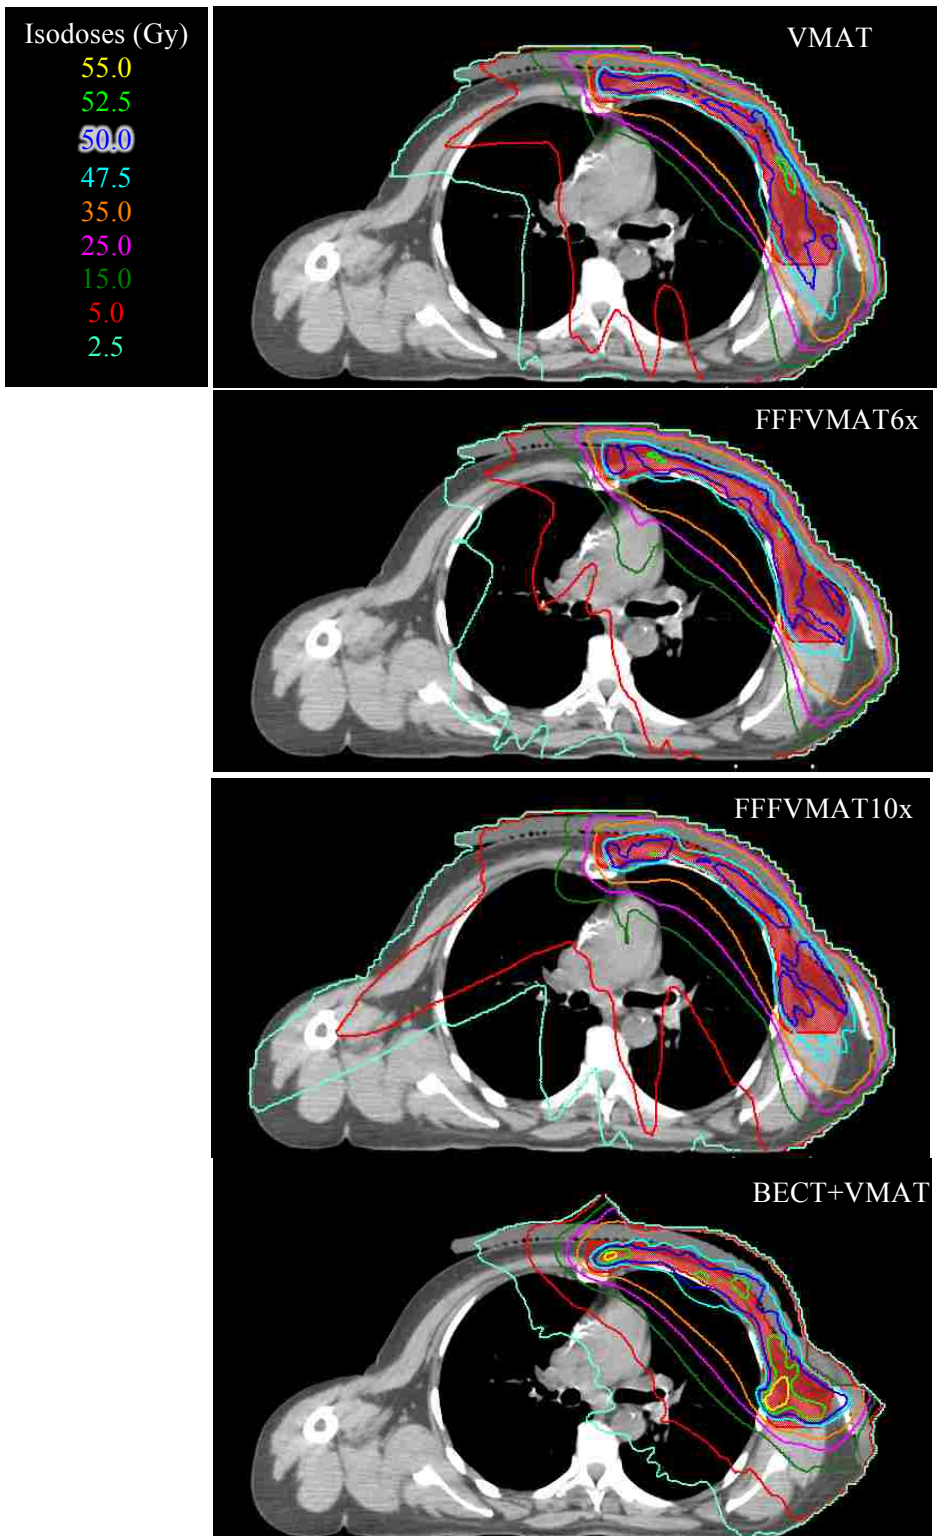 Isodoses (Gy)
55.0
52.5
50.0
47.5
35.0
25.0
15.0
5.0
2.5
VMAT
FFFVMAT6x
FFFVMAT10x
BECT+VMAT